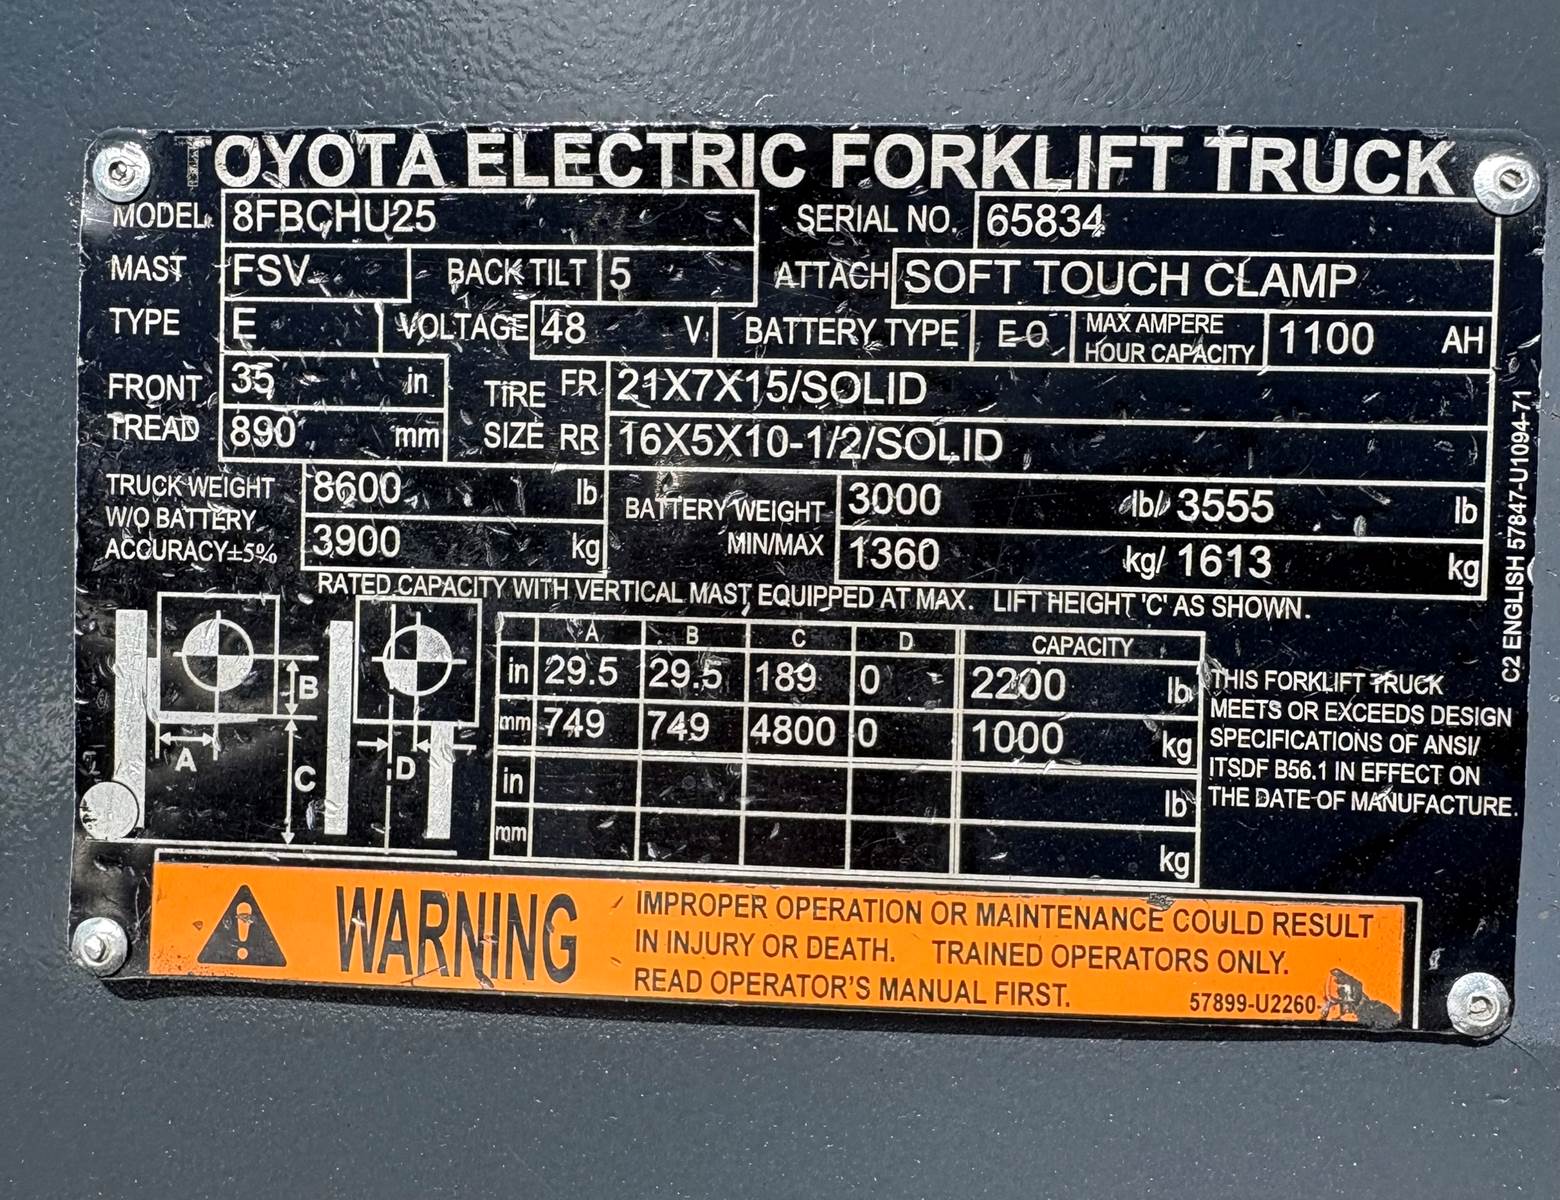 TOYOTA ELECTRIC FORKLIFT TRUCK
MODEL 8FBCHU25 SERIAL NO. 65834
MAST FSV BACK TILT 5 ATTACH SOFT TOUCH CLAMP
TYPE E VOLTAGE 48 V BATTERY TYPE E O MAX AMPERE HOUR CAPACITY 1100 AH
FRONT TREAD 35 in 890 mm
TIRE SIZE FR 21X7X15/SOLID
RR 16X5X10-1/2/SOLID
TRUCK WEIGHT W/O BATTERY ACCURACY±5% 8600 lb 3900 kg
BATTERY WEIGHT MIN/MAX 3000 lb/ 3555 lb
1360 kg/ 1613 kg
RATED CAPACITY WITH VERTICAL MAST EQUIPPED AT MAX. LIFT HEIGHT 'C' AS SHOWN.
A B C D
A B C D CAPACITY
in 29.5 29.5 189 0 2200 lb
mm 749 749 4800 0 1000 kg
in lb
mm kg
THIS FORKLIFT TRUCK
MEETS OR EXCEEDS DESIGN
SPECIFICATIONS OF ANSI/
ITSDF B56.1 IN EFFECT ON
THE DATE OF MANUFACTURE.
C2 ENGLISH 57847-U1094-71
WARNING
IMPROPER OPERATION OR MAINTENANCE COULD RESULT
IN INJURY OR DEATH. TRAINED OPERATORS ONLY.
READ OPERATOR'S MANUAL FIRST. 57899-U2260-